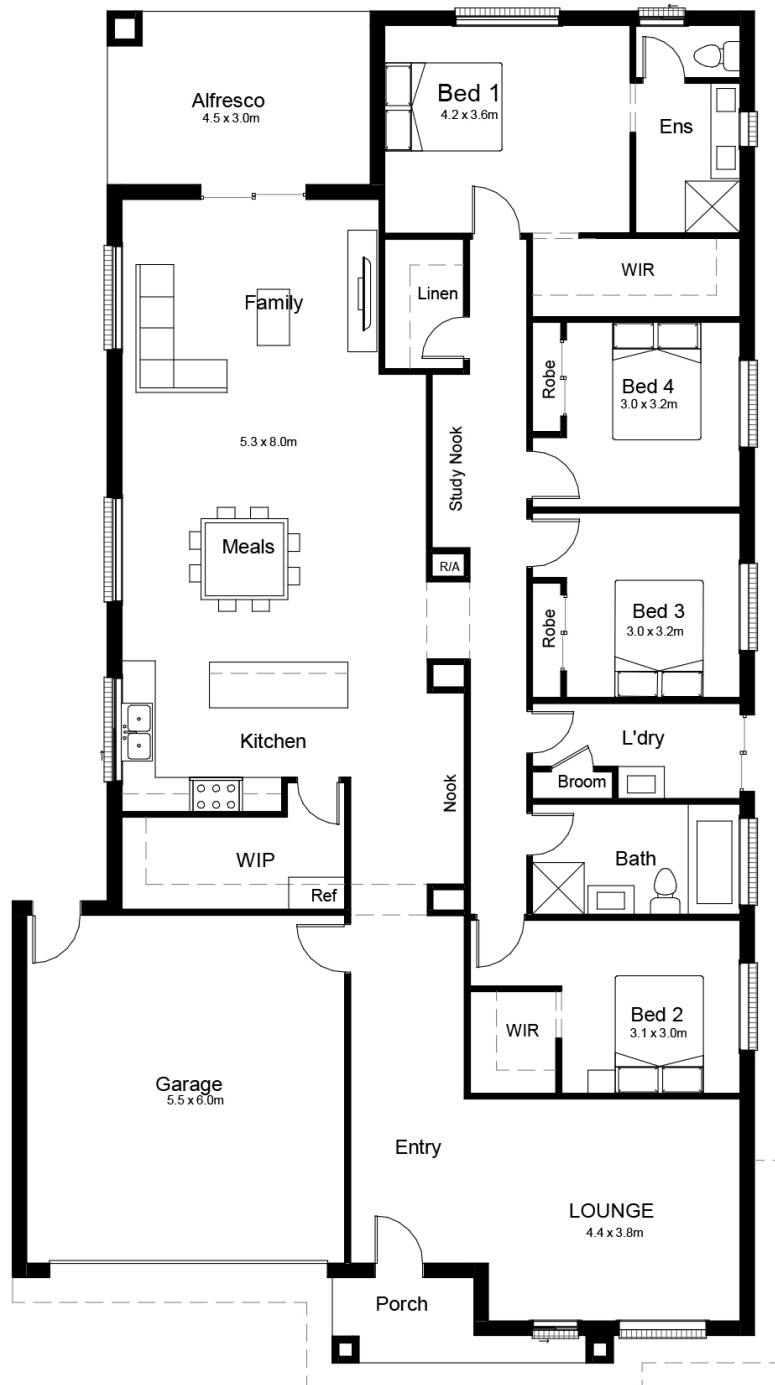 Alfresco
4.5 x 3.0m
Bed 1
4.2 x 3.6m
Ens
WIR
Linen
Family
Robe
Bed 4
3.0 x 3.2m
5.3 x 8.0m
Study Nook
Meals
R/A
Robe
Bed 3
3.0 x 3.2m
Kitchen
L'dry
Broom
Nook
WIP
Bath
Ref
WIR
Bed 2
3.1 x 3.0m
Garage
5.5 x 6.0m
Entry
LOUNGE
4.4 x 3.8m
Porch